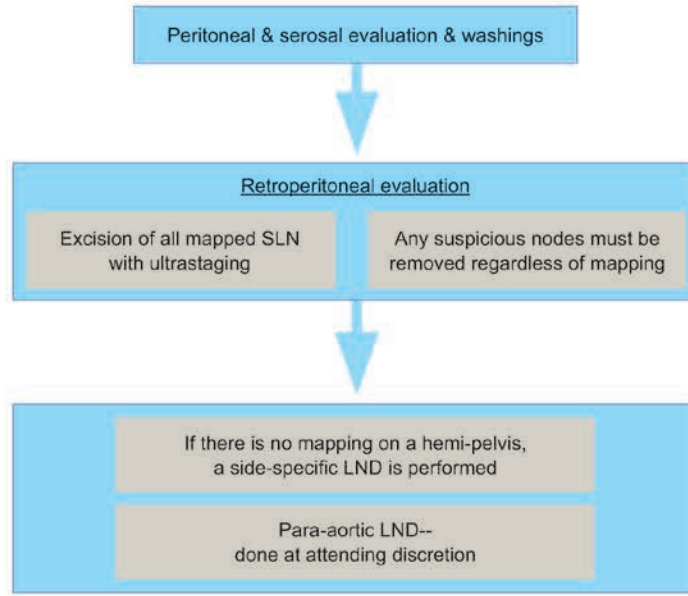 Peritoneal & serosal evaluation & washings
Retroperitoneal evaluation
Excision of all mapped SLN
with ultrastaging
Any suspicious nodes must be
removed regardless of mapping
If there is no mapping on a hemi-pelvis,
a side-specific LND is performed
Para-aortic LND--
done at attending discretion